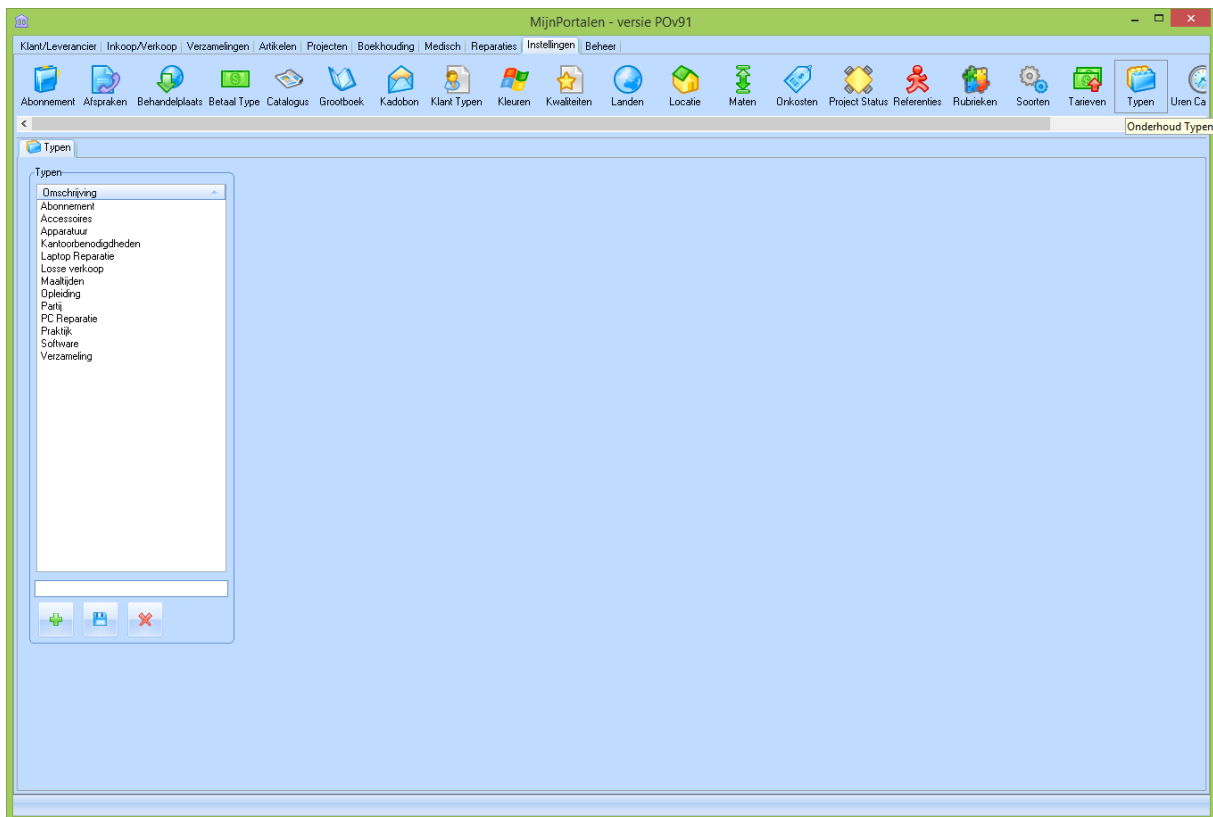 MijnPortalen - versie POv91
Klant/Leverancier Inkoop/Verkoop Verzamelingen Artikelen Projecten Boekhouding Medisch Reparaties Instellingen Beheer
Abonnement Afspraken Behandelplaats Betaal Type Catalogus Grootboek Kadobon Klant Typen Kleuren Kwaliteiten Landen Locatie Maten Onkosten Project Status Referenties Rubrieken Soorten Tarieven Typen Uren Ca
Onderhoud Typen
Typen
Typen
Omschrijving
Abonnement
Accessoires
Apparatuur
Kantoorbenodigdheden
Laptop Reparatie
Losse verkoop
Maaltijden
Opleiding
Partij
PC Reparatie
Praktijk
Software
Verzameling